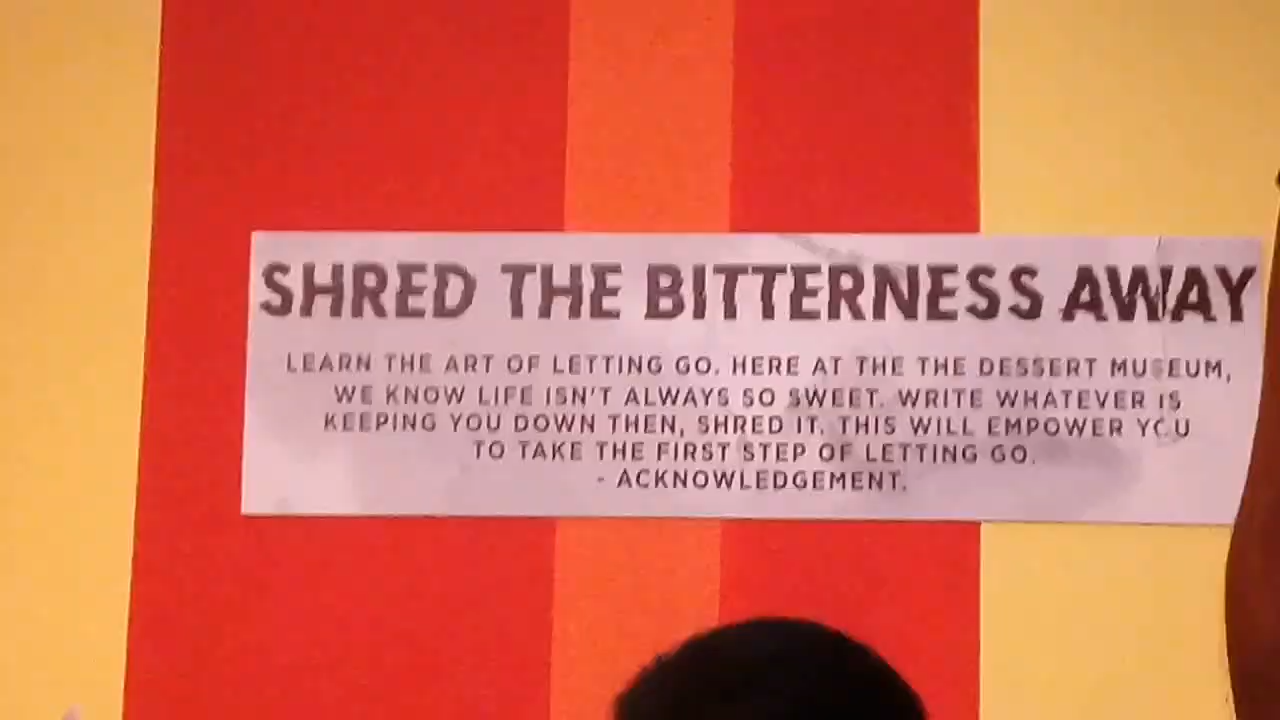 SHRED THE BITTERNESS AWAY
LEARN THE ART OF LETTING GO. HERE AT THE THE DESSERT MUSEUM,
WE KNOW LIFE ISN'T ALWAYS SO SWEET. WRITE WHATEVER IS
KEEPING YOU DOWN THEN, SHRED IT. THIS WILL EMPOWER YOU
TO TAKE THE FIRST STEP OF LETTING GO.
- ACKNOWLEDGEMENT.